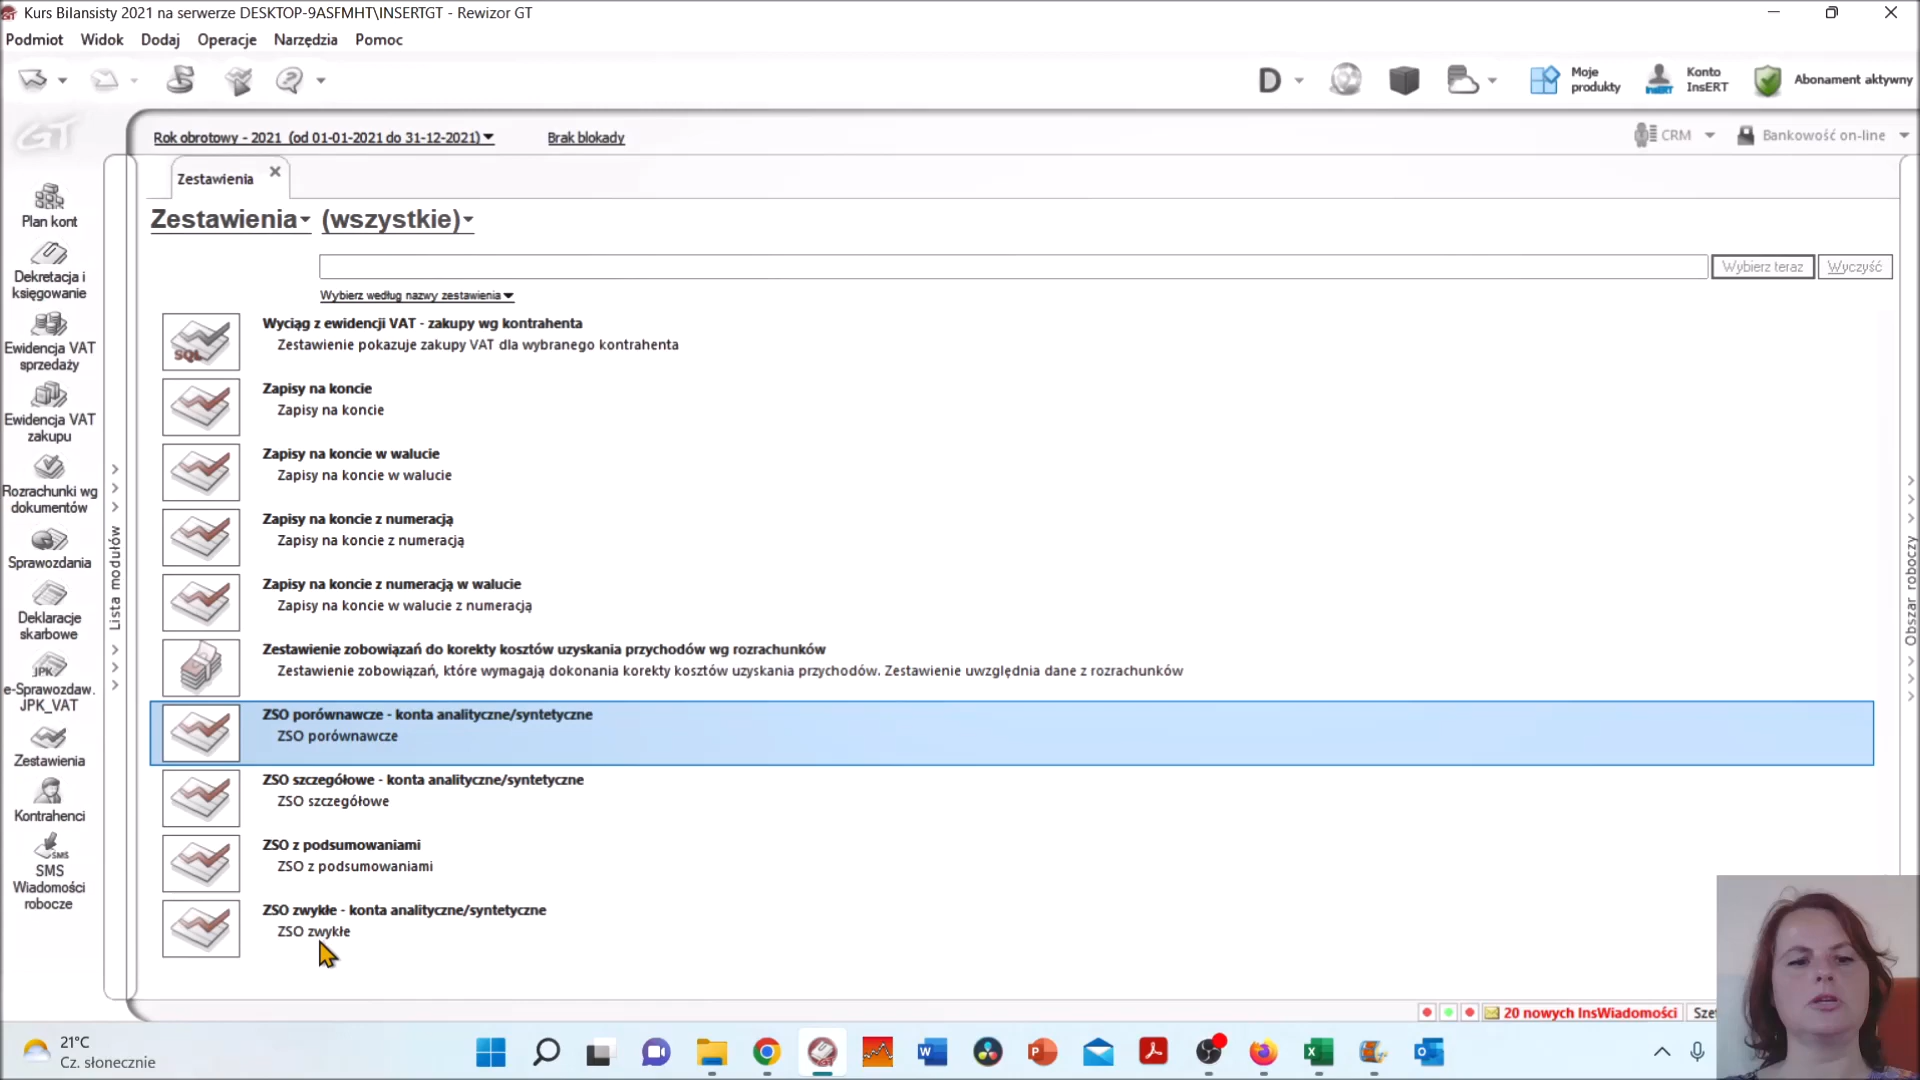 Kurs Bilansisty 2021 na serwerze DESKTOP-9ASFMHT\INSERTGT - Rewizor GT
Podmiot Widok Dodaj Operacje Narzędzia Pomoc
D
Moje
produkty
Konto
InsERT
InsERT
Abonament aktywny
GT
Rok obrotowy - 2021 (od 01-01-2021 do 31-12-2021)
Brak blokady
CRM
Bankowość on-line
Zestawienia
Zestawienia (wszystkie)
Wybierz teraz
Wyczyść
Wybierz według nazwy zestawienia
Plan kont
Dekretacja i
księgowanie
Ewidencja VAT
sprzedaży
Ewidencja VAT
zakupu
Rozrachunki wg
dokumentów
Sprawozdania
Deklaracje
skarbowe
JPK
e-Sprawozdaw.
JPK_VAT
Zestawienia
Kontrahenci
SMS
SMS
Wiadomości
robocze
Lista modułów
SQL
Wyciąg z ewidencji VAT - zakupy wg kontrahenta
Zestawienie pokazuje zakupy VAT dla wybranego kontrahenta
Zapisy na koncie
Zapisy na koncie
Zapisy na koncie w walucie
Zapisy na koncie w walucie
Zapisy na koncie z numeracją
Zapisy na koncie z numeracją
Zapisy na koncie z numeracją w walucie
Zapisy na koncie w walucie z numeracją
Zestawienie zobowiązań do korekty kosztów uzyskania przychodów wg rozrachunków
Zestawienie zobowiązań, które wymagają dokonania korekty kosztów uzyskania przychodów. Zestawienie uwzględnia dane z rozrachunków
ZSO porównawcze - konta analityczne/syntetyczne
ZSO porównawcze
ZSO szczegółowe - konta analityczne/syntetyczne
ZSO szczegółowe
ZSO z podsumowaniami
ZSO z podsumowaniami
ZSO zwykłe - konta analityczne/syntetyczne
ZSO zwykłe
Obszar roboczy
20 nowych InsWiadomości
Szef
21°C
Cz. słonecznie